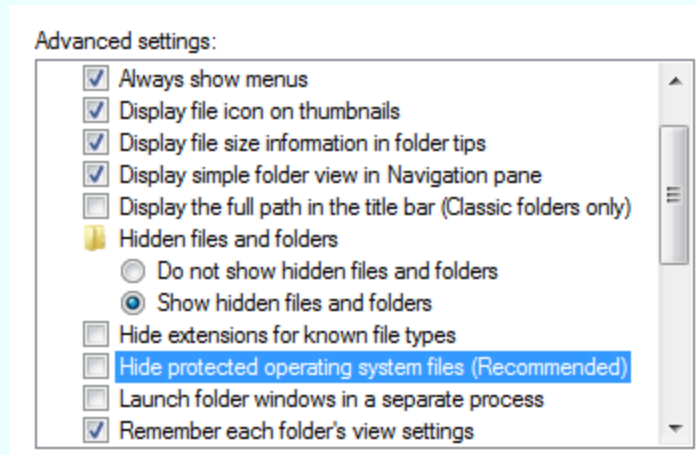 Advanced settings:
Always show menus
Display file icon on thumbnails
Display file size information in folder tips
Display simple folder view in Navigation pane
Display the full path in the title bar (Classic folders only)
Hidden files and folders
Do not show hidden files and folders
Show hidden files and folders
Hide extensions for known file types
Hide protected operating system files (Recommended)
Launch folder windows in a separate process
Remember each folder's view settings